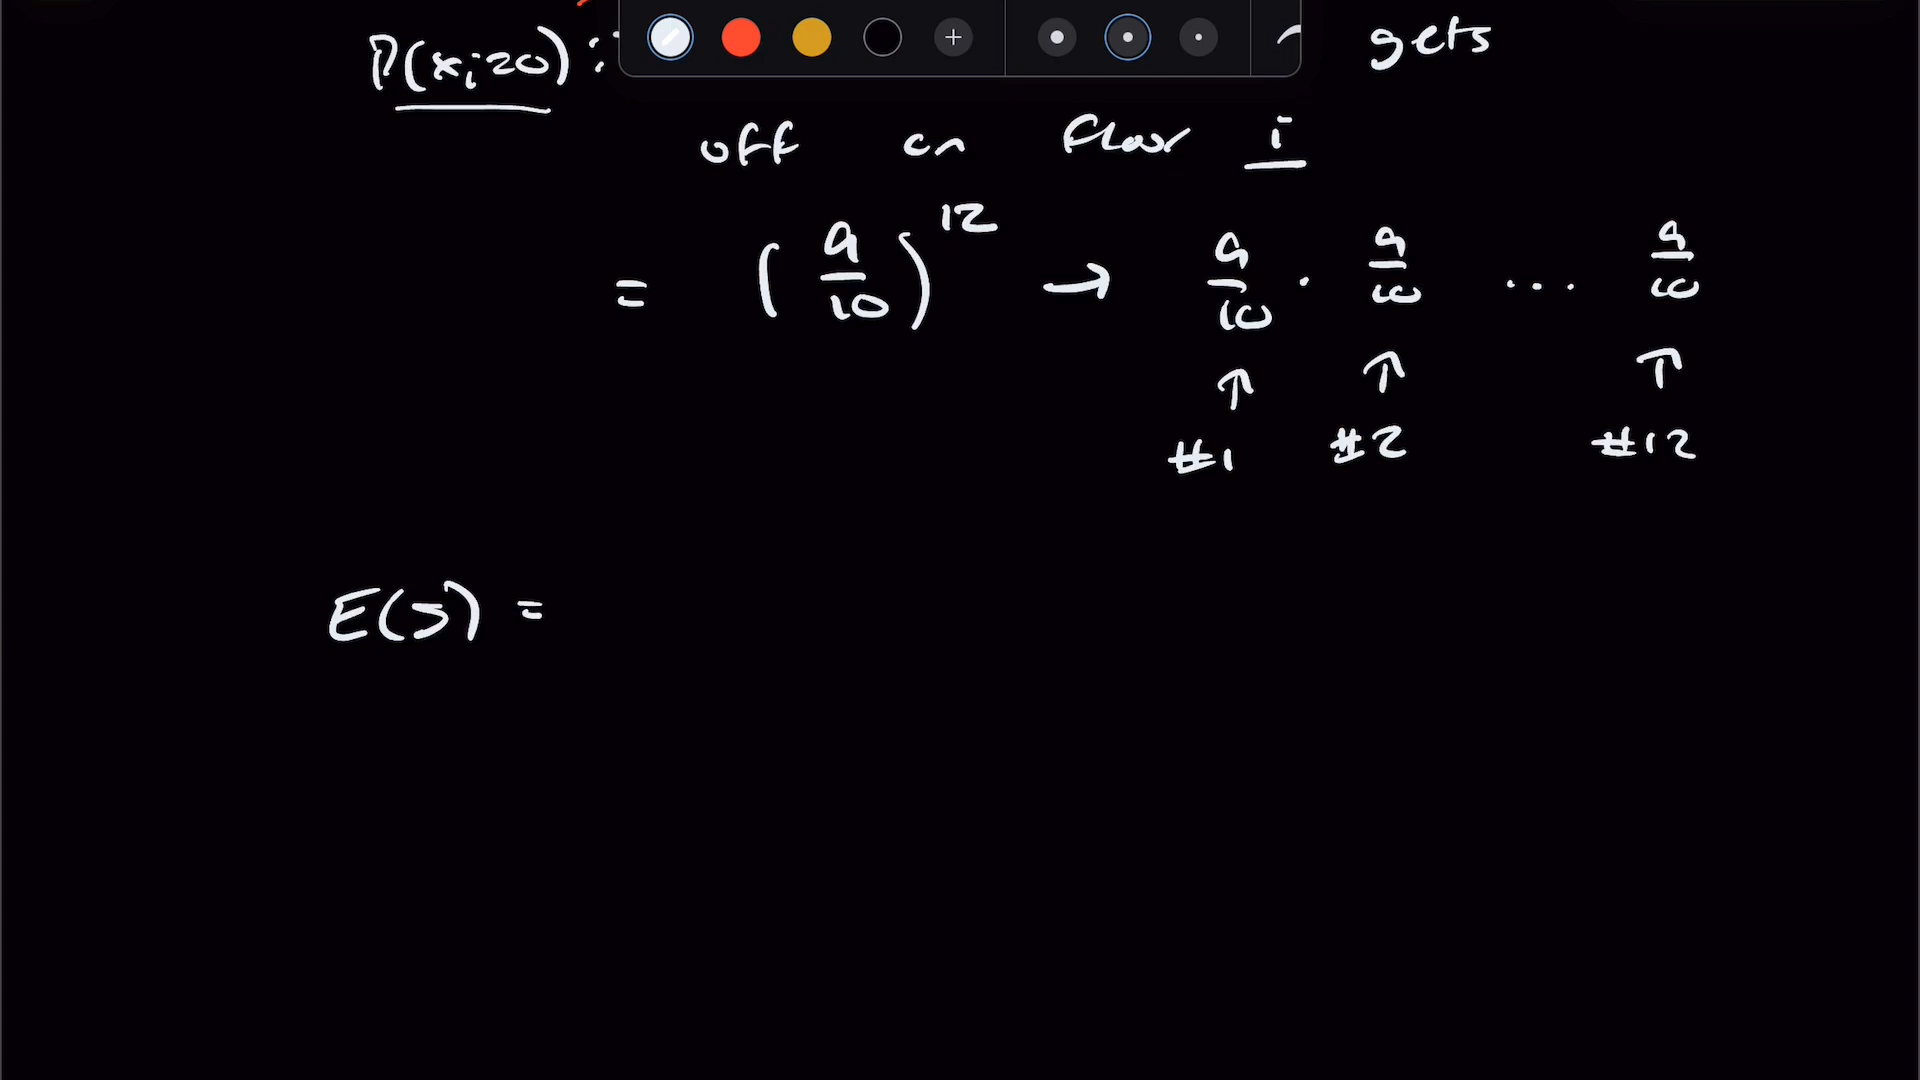 P(xᵢ=0) : gets
off on floor i
= (9/10)^12 → 9/10 · 9/10 ... 9/10
↑ ↑ ↑
#1 #2 #12
E(S) =